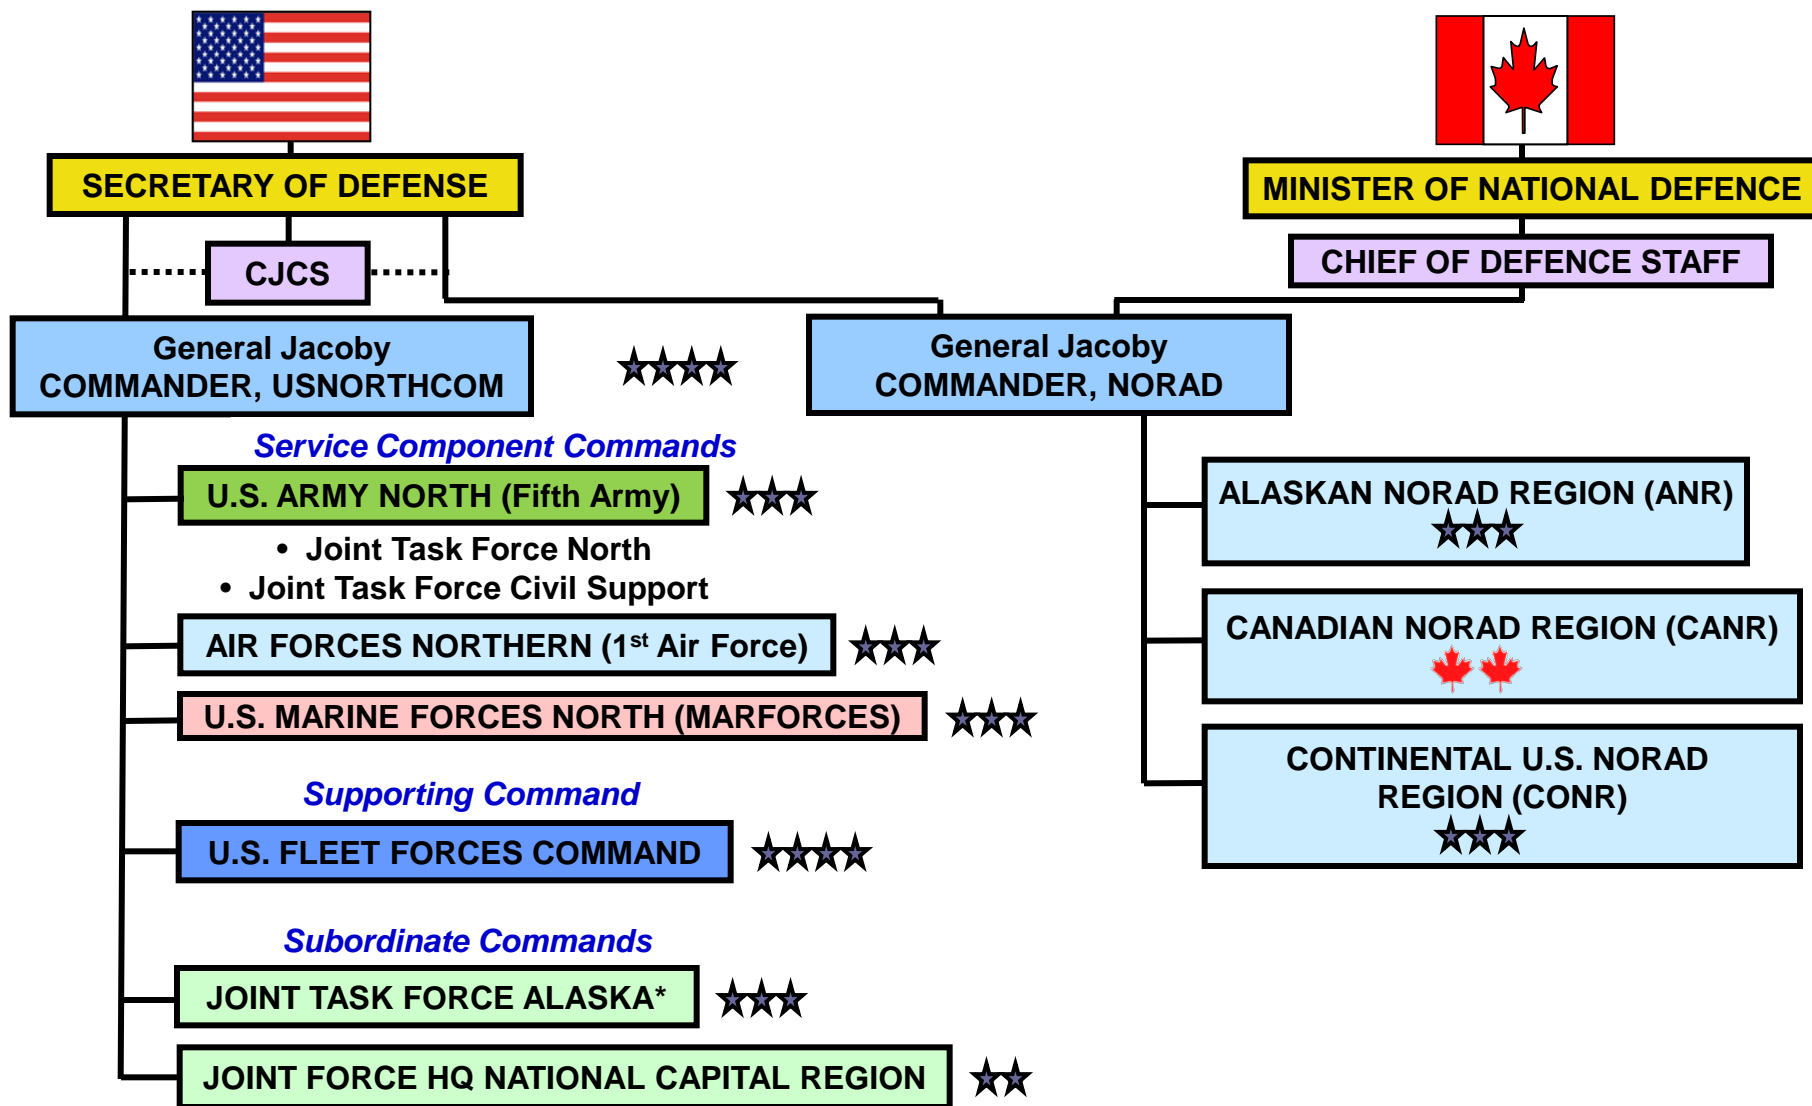 SECRETARY OF DEFENSE
MINISTER OF NATIONAL DEFENCE
CJCS
CHIEF OF DEFENCE STAFF
General Jacoby
COMMANDER, USNORTHCOM
General Jacoby
COMMANDER, NORAD
Service Component Commands
U.S. ARMY NORTH (Fifth Army)
• Joint Task Force North
• Joint Task Force Civil Support
AIR FORCES NORTHERN (1st Air Force)
U.S. MARINE FORCES NORTH (MARFORCES)
Supporting Command
U.S. FLEET FORCES COMMAND
Subordinate Commands
JOINT TASK FORCE ALASKA*
JOINT FORCE HQ NATIONAL CAPITAL REGION
ALASKAN NORAD REGION (ANR)
CANADIAN NORAD REGION (CANR)
CONTINENTAL U.S. NORAD
REGION (CONR)